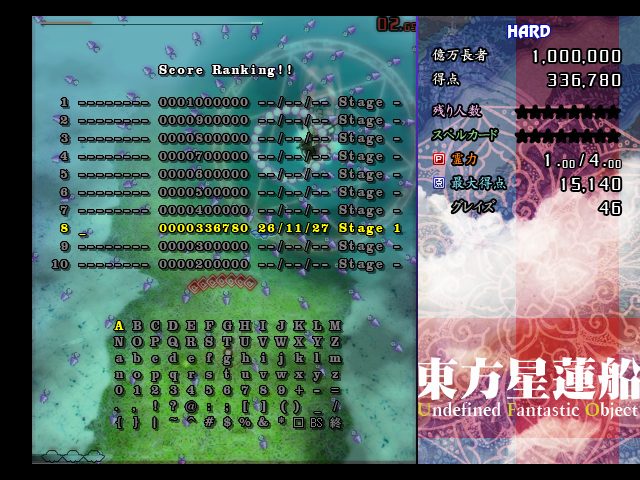 02.63
Score Ranking!!
1 -------- 0001000000 --/--/-- Stage -
2 -------- 0000900000 --/--/-- Stage -
3 -------- 0000800000 --/--/-- Stage -
4 -------- 0000700000 --/--/-- Stage -
5 -------- 0000600000 --/--/-- Stage -
6 -------- 0000500000 --/--/-- Stage -
7 -------- 0000400000 --/--/-- Stage -
8 _ 0000336780 26/11/27 Stage 1
9 -------- 0000300000 --/--/-- Stage -
10 -------- 0000200000 --/--/-- Stage -
A B C D E F G H I J K L M
N O P Q R S T U V W X Y Z
a b c d e f g h i j k l m
n o p q r s t u v w x y z
0 1 2 3 4 5 6 7 8 9 + - =
. , ! ? @ : ; [ ] ( ) _ /
{ } | ~ ^ # $ % & * □ BS 終
HARD
億万長者 1,000,000
得点 336,780
残り人数 ★★★★★★★★
スペルカード ★★★★★★★★
P 霊力 1.00/4.00
点 最大得点 15,140
グレイズ 46
東方星蓮船
Undefined Fantastic Object